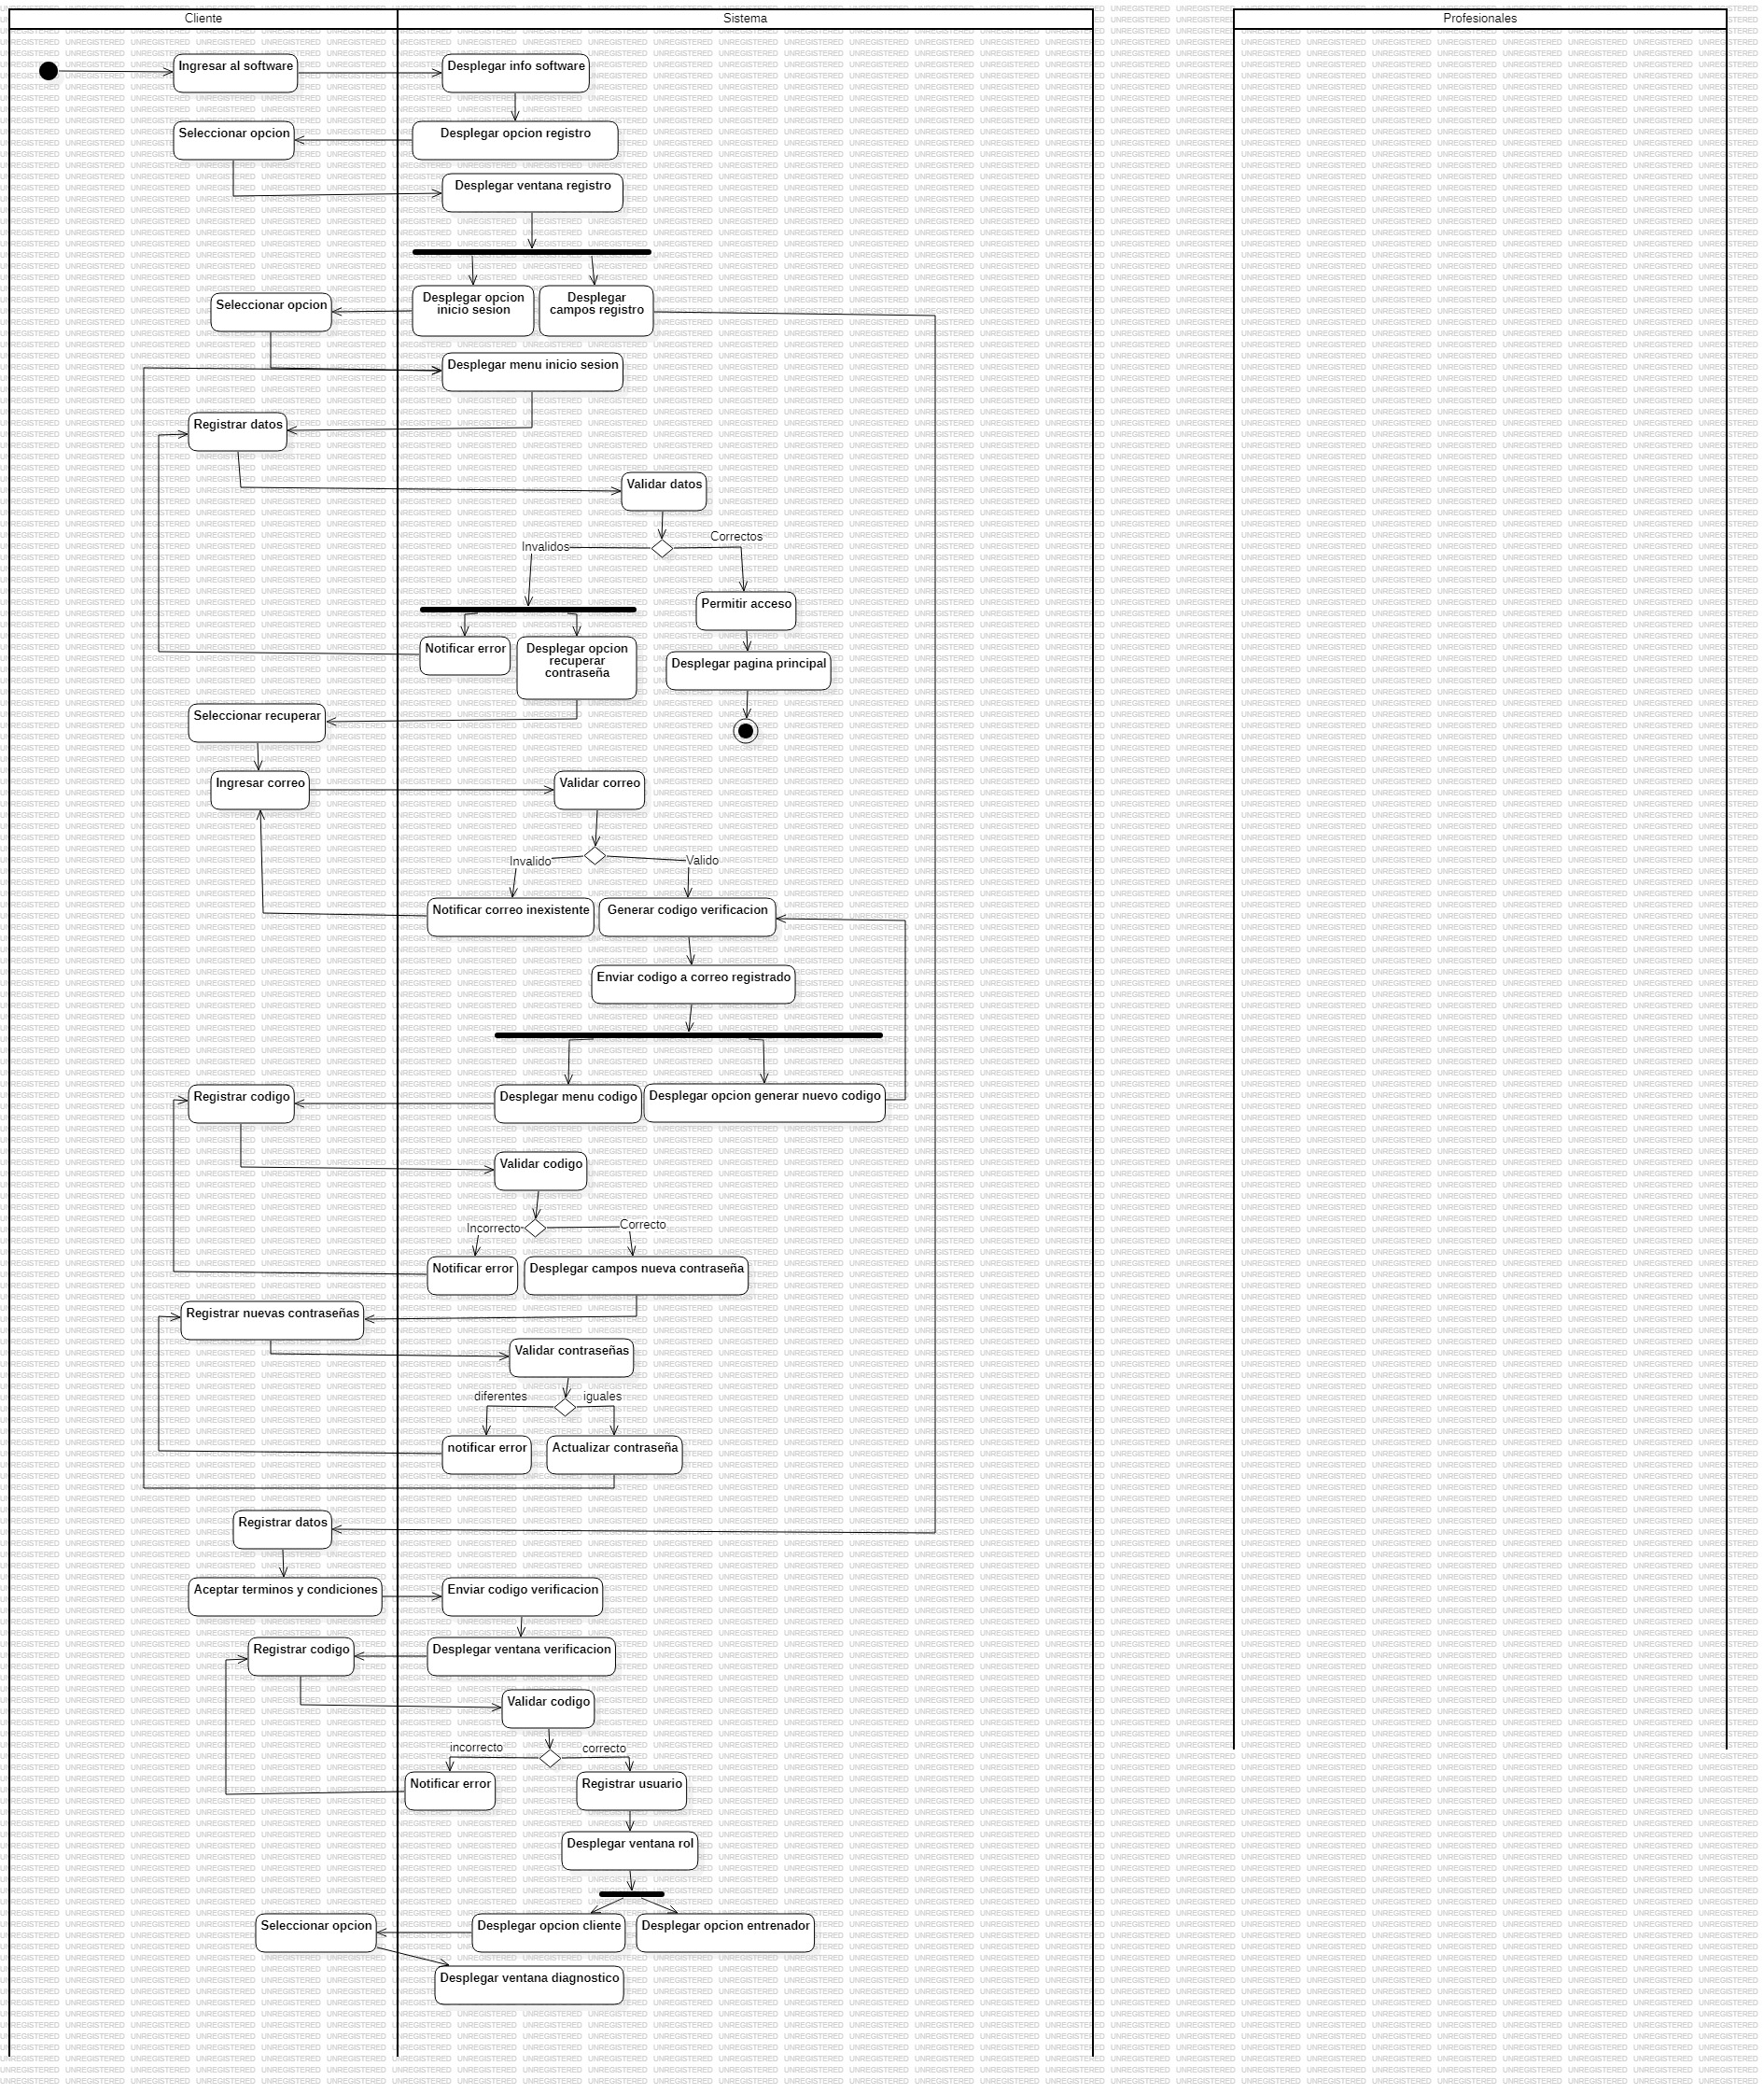 Cliente
Sistema
Profesionales
Ingresar al software
Desplegar info software
Seleccionar opcion
Desplegar opcion registro
Desplegar ventana registro
Seleccionar opcion
Desplegar opcion
inicio sesion
Desplegar
campos registro
Desplegar menu inicio sesion
Registrar datos
Validar datos
Invalidos
Correctos
Permitir acceso
Notificar error
Desplegar opcion
recuperar
contraseña
Desplegar pagina principal
Seleccionar recuperar
Ingresar correo
Validar correo
Invalido
Valido
Notificar correo inexistente
Generar codigo verificacion
Enviar codigo a correo registrado
Registrar codigo
Desplegar menu codigo
Desplegar opcion generar nuevo codigo
Validar codigo
Incorrecto
Correcto
Notificar error
Desplegar campos nueva contraseña
Registrar nuevas contraseñas
Validar contraseñas
diferentes
iguales
notificar error
Actualizar contraseña
Registrar datos
Aceptar terminos y condiciones
Enviar codigo verificacion
Registrar codigo
Desplegar ventana verificacion
Validar codigo
incorrecto
correcto
Notificar error
Registrar usuario
Desplegar ventana rol
Seleccionar opcion
Desplegar opcion cliente
Desplegar opcion entrenador
Desplegar ventana diagnostico
UNREGISTERED